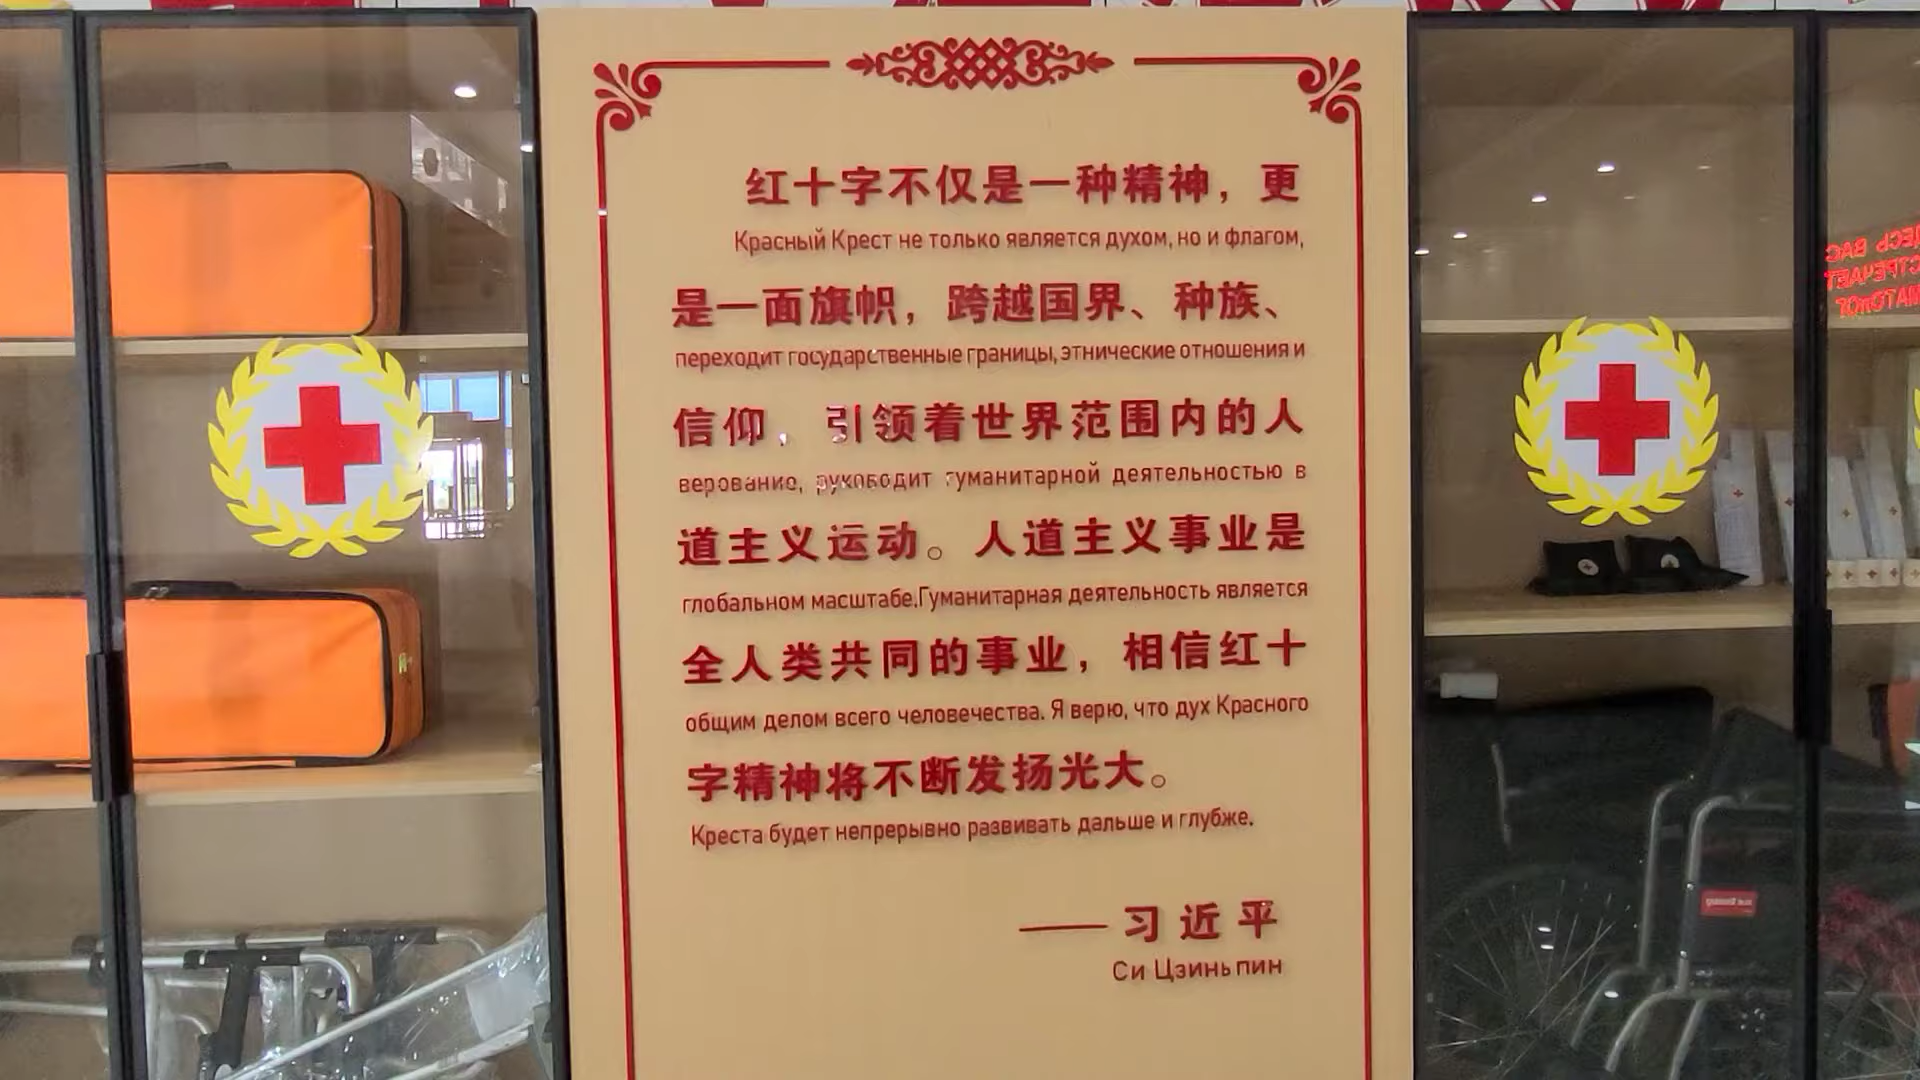 红十字不仅是一种精神，更
Красный Крест не только является духом, но и флагом,
是一面旗帜，跨越国界、种族、
переходит государственные границы, этнические отношения и
信仰，引领着世界范围内的人
верование, руководит гуманитарной деятельностью в
道主义运动。人道主义事业是
глобальном масштабе.Гуманитарная деятельность является
全人类共同的事业，相信红十
общим делом всего человечества. Я верю, что дух Красного
字精神将不断发扬光大。
Креста будет непрерывно развивать дальше и глубже.
——习近平
Си Цзиньпин